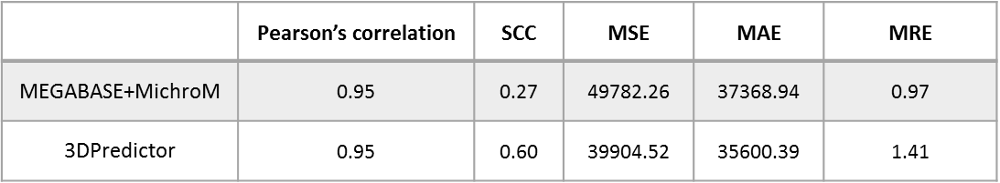 Pearson's correlation SCC MSE MAE MRE
MEGABASE+MichroM 0.95 0.27 49782.26 37368.94 0.97
3DPredictor 0.95 0.60 39904.52 35600.39 1.41